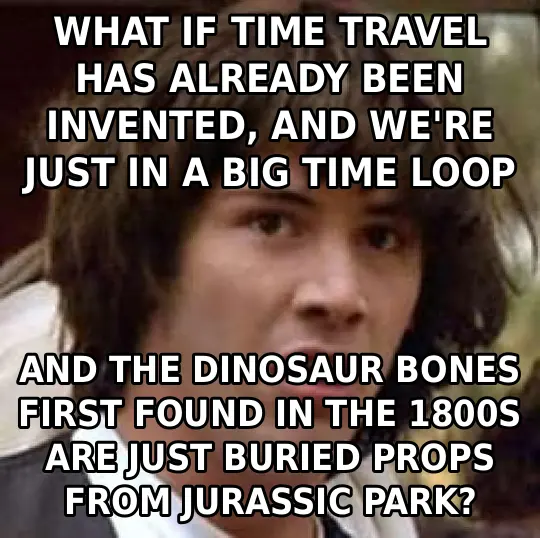 WHAT IF TIME TRAVEL
HAS ALREADY BEEN
INVENTED, AND WE'RE
JUST IN A BIG TIME LOOP
AND THE DINOSAUR BONES
FIRST FOUND IN THE 1800S
ARE JUST BURIED PROPS
FROM JURASSIC PARK?